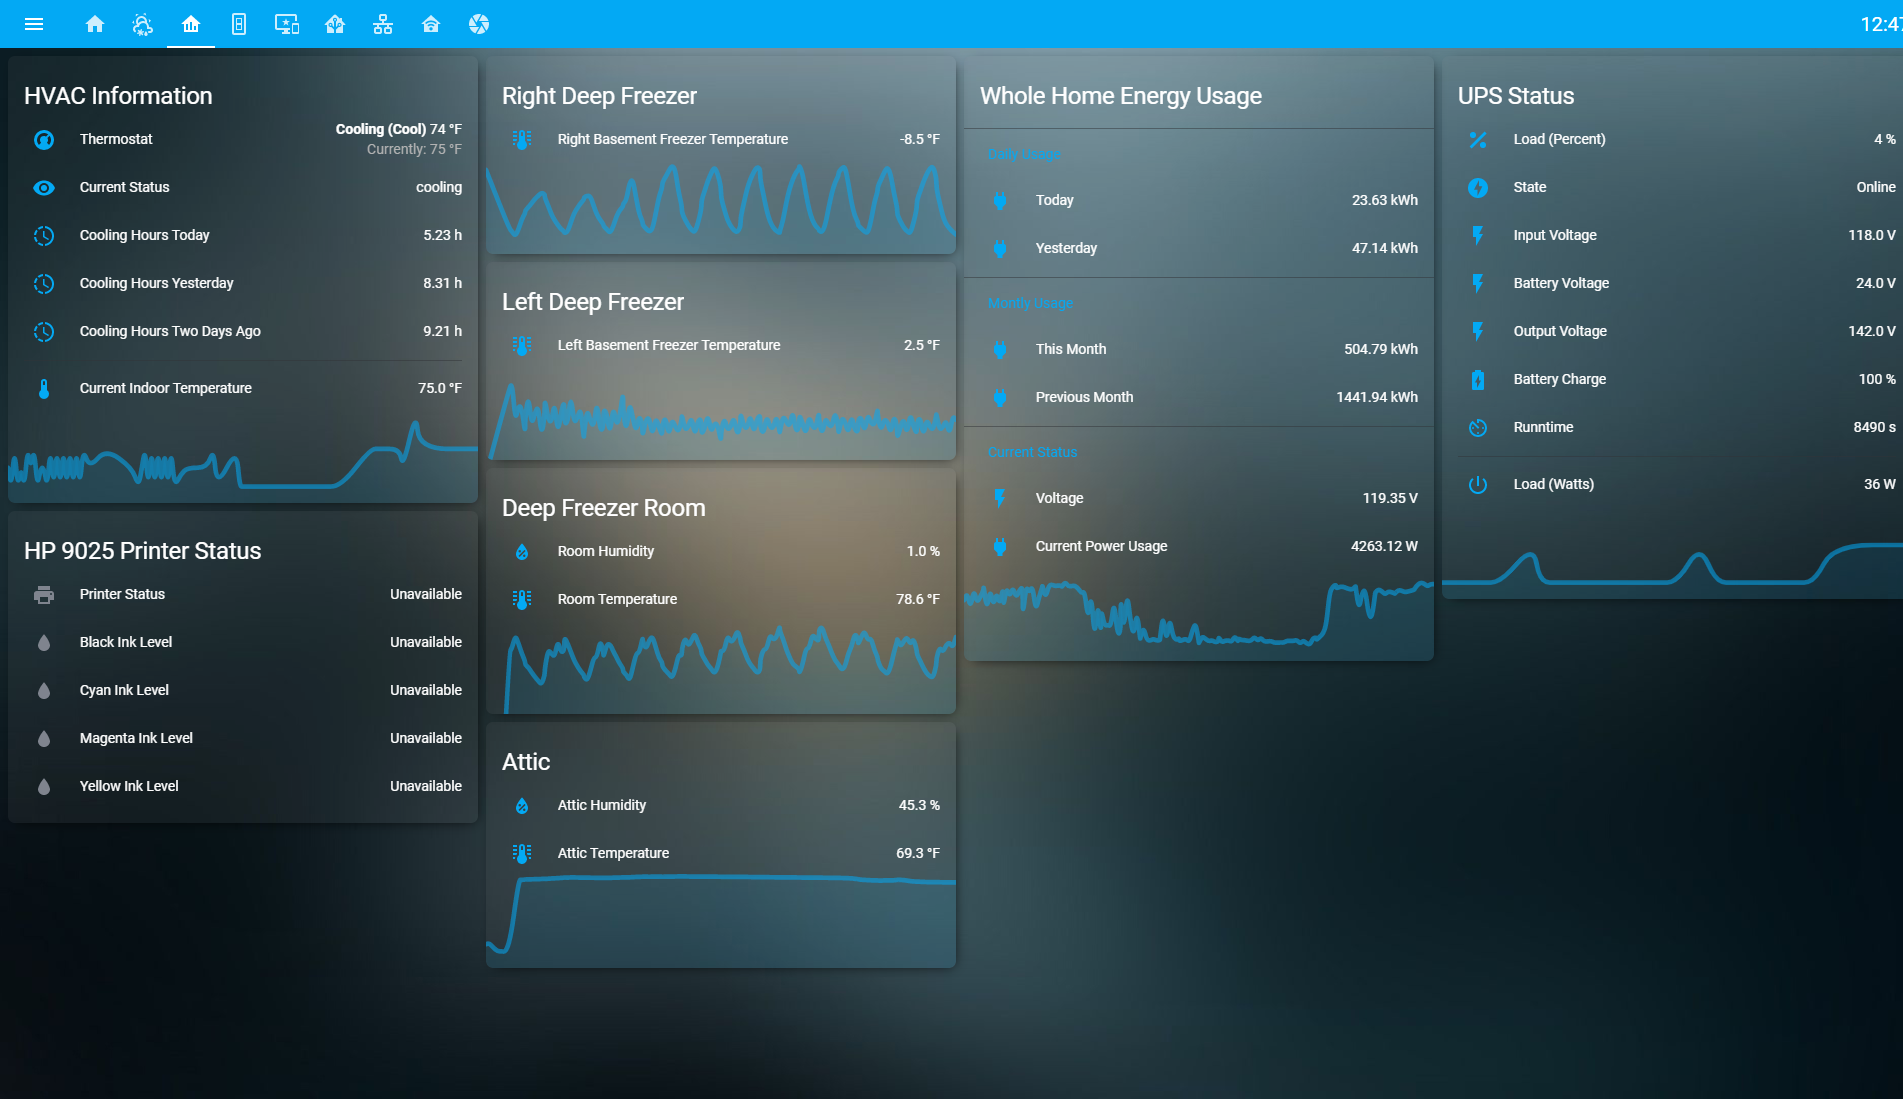 12:47
HVAC Information
Thermostat
Cooling (Cool) 74 °F
Currently: 75 °F
Current Status cooling
Cooling Hours Today 5.23 h
Cooling Hours Yesterday 8.31 h
Cooling Hours Two Days Ago 9.21 h
Current Indoor Temperature 75.0 °F
HP 9025 Printer Status
Printer Status Unavailable
Black Ink Level Unavailable
Cyan Ink Level Unavailable
Magenta Ink Level Unavailable
Yellow Ink Level Unavailable
Right Deep Freezer
Right Basement Freezer Temperature -8.5 °F
Left Deep Freezer
Left Basement Freezer Temperature 2.5 °F
Deep Freezer Room
Room Humidity 1.0 %
Room Temperature 78.6 °F
Attic
Attic Humidity 45.3 %
Attic Temperature 69.3 °F
Whole Home Energy Usage
Daily Usage
Today 23.63 kWh
Yesterday 47.14 kWh
Montly Usage
This Month 504.79 kWh
Previous Month 1441.94 kWh
Current Status
Voltage 119.35 V
Current Power Usage 4263.12 W
UPS Status
Load (Percent) 4 %
State Online
Input Voltage 118.0 V
Battery Voltage 24.0 V
Output Voltage 142.0 V
Battery Charge 100 %
Runntime 8490 s
Load (Watts) 36 W